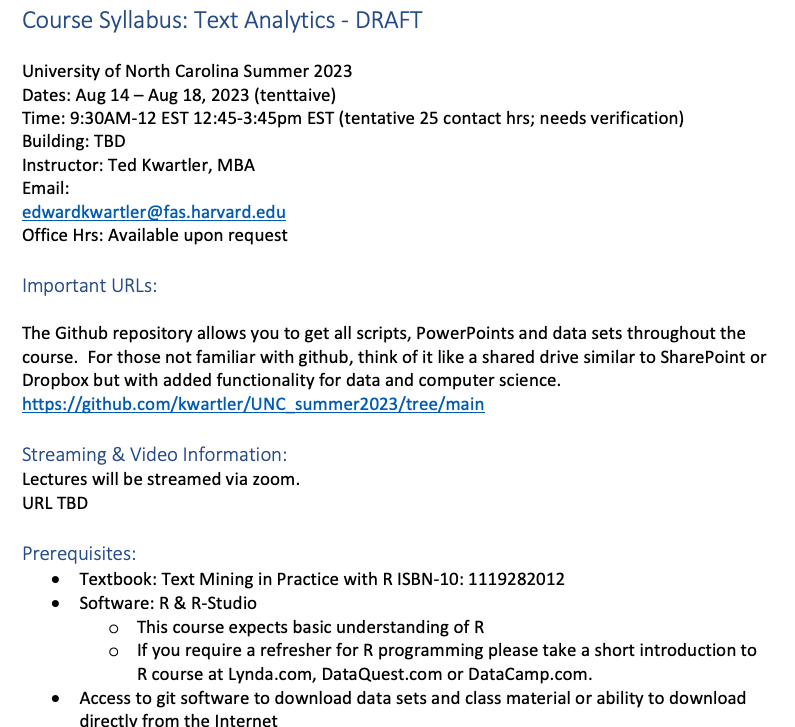 Course Syllabus: Text Analytics - DRAFT
University of North Carolina Summer 2023
Dates: Aug 14 – Aug 18, 2023 (tenttaive)
Time: 9:30AM-12 EST 12:45-3:45pm EST (tentative 25 contact hrs; needs verification)
Building: TBD
Instructor: Ted Kwartler, MBA
Email:
edwardkwartler@fas.harvard.edu
Office Hrs: Available upon request
Important URLs:
The Github repository allows you to get all scripts, PowerPoints and data sets throughout the
course.  For those not familiar with github, think of it like a shared drive similar to SharePoint or
Dropbox but with added functionality for data and computer science.
https://github.com/kwartler/UNC_summer2023/tree/main
Streaming & Video Information:
Lectures will be streamed via zoom.
URL TBD
Prerequisites:
• Textbook: Text Mining in Practice with R ISBN-10: 1119282012
• Software: R & R-Studio
o This course expects basic understanding of R
o If you require a refresher for R programming please take a short introduction to
R course at Lynda.com, DataQuest.com or DataCamp.com.
• Access to git software to download data sets and class material or ability to download
directly from the Internet